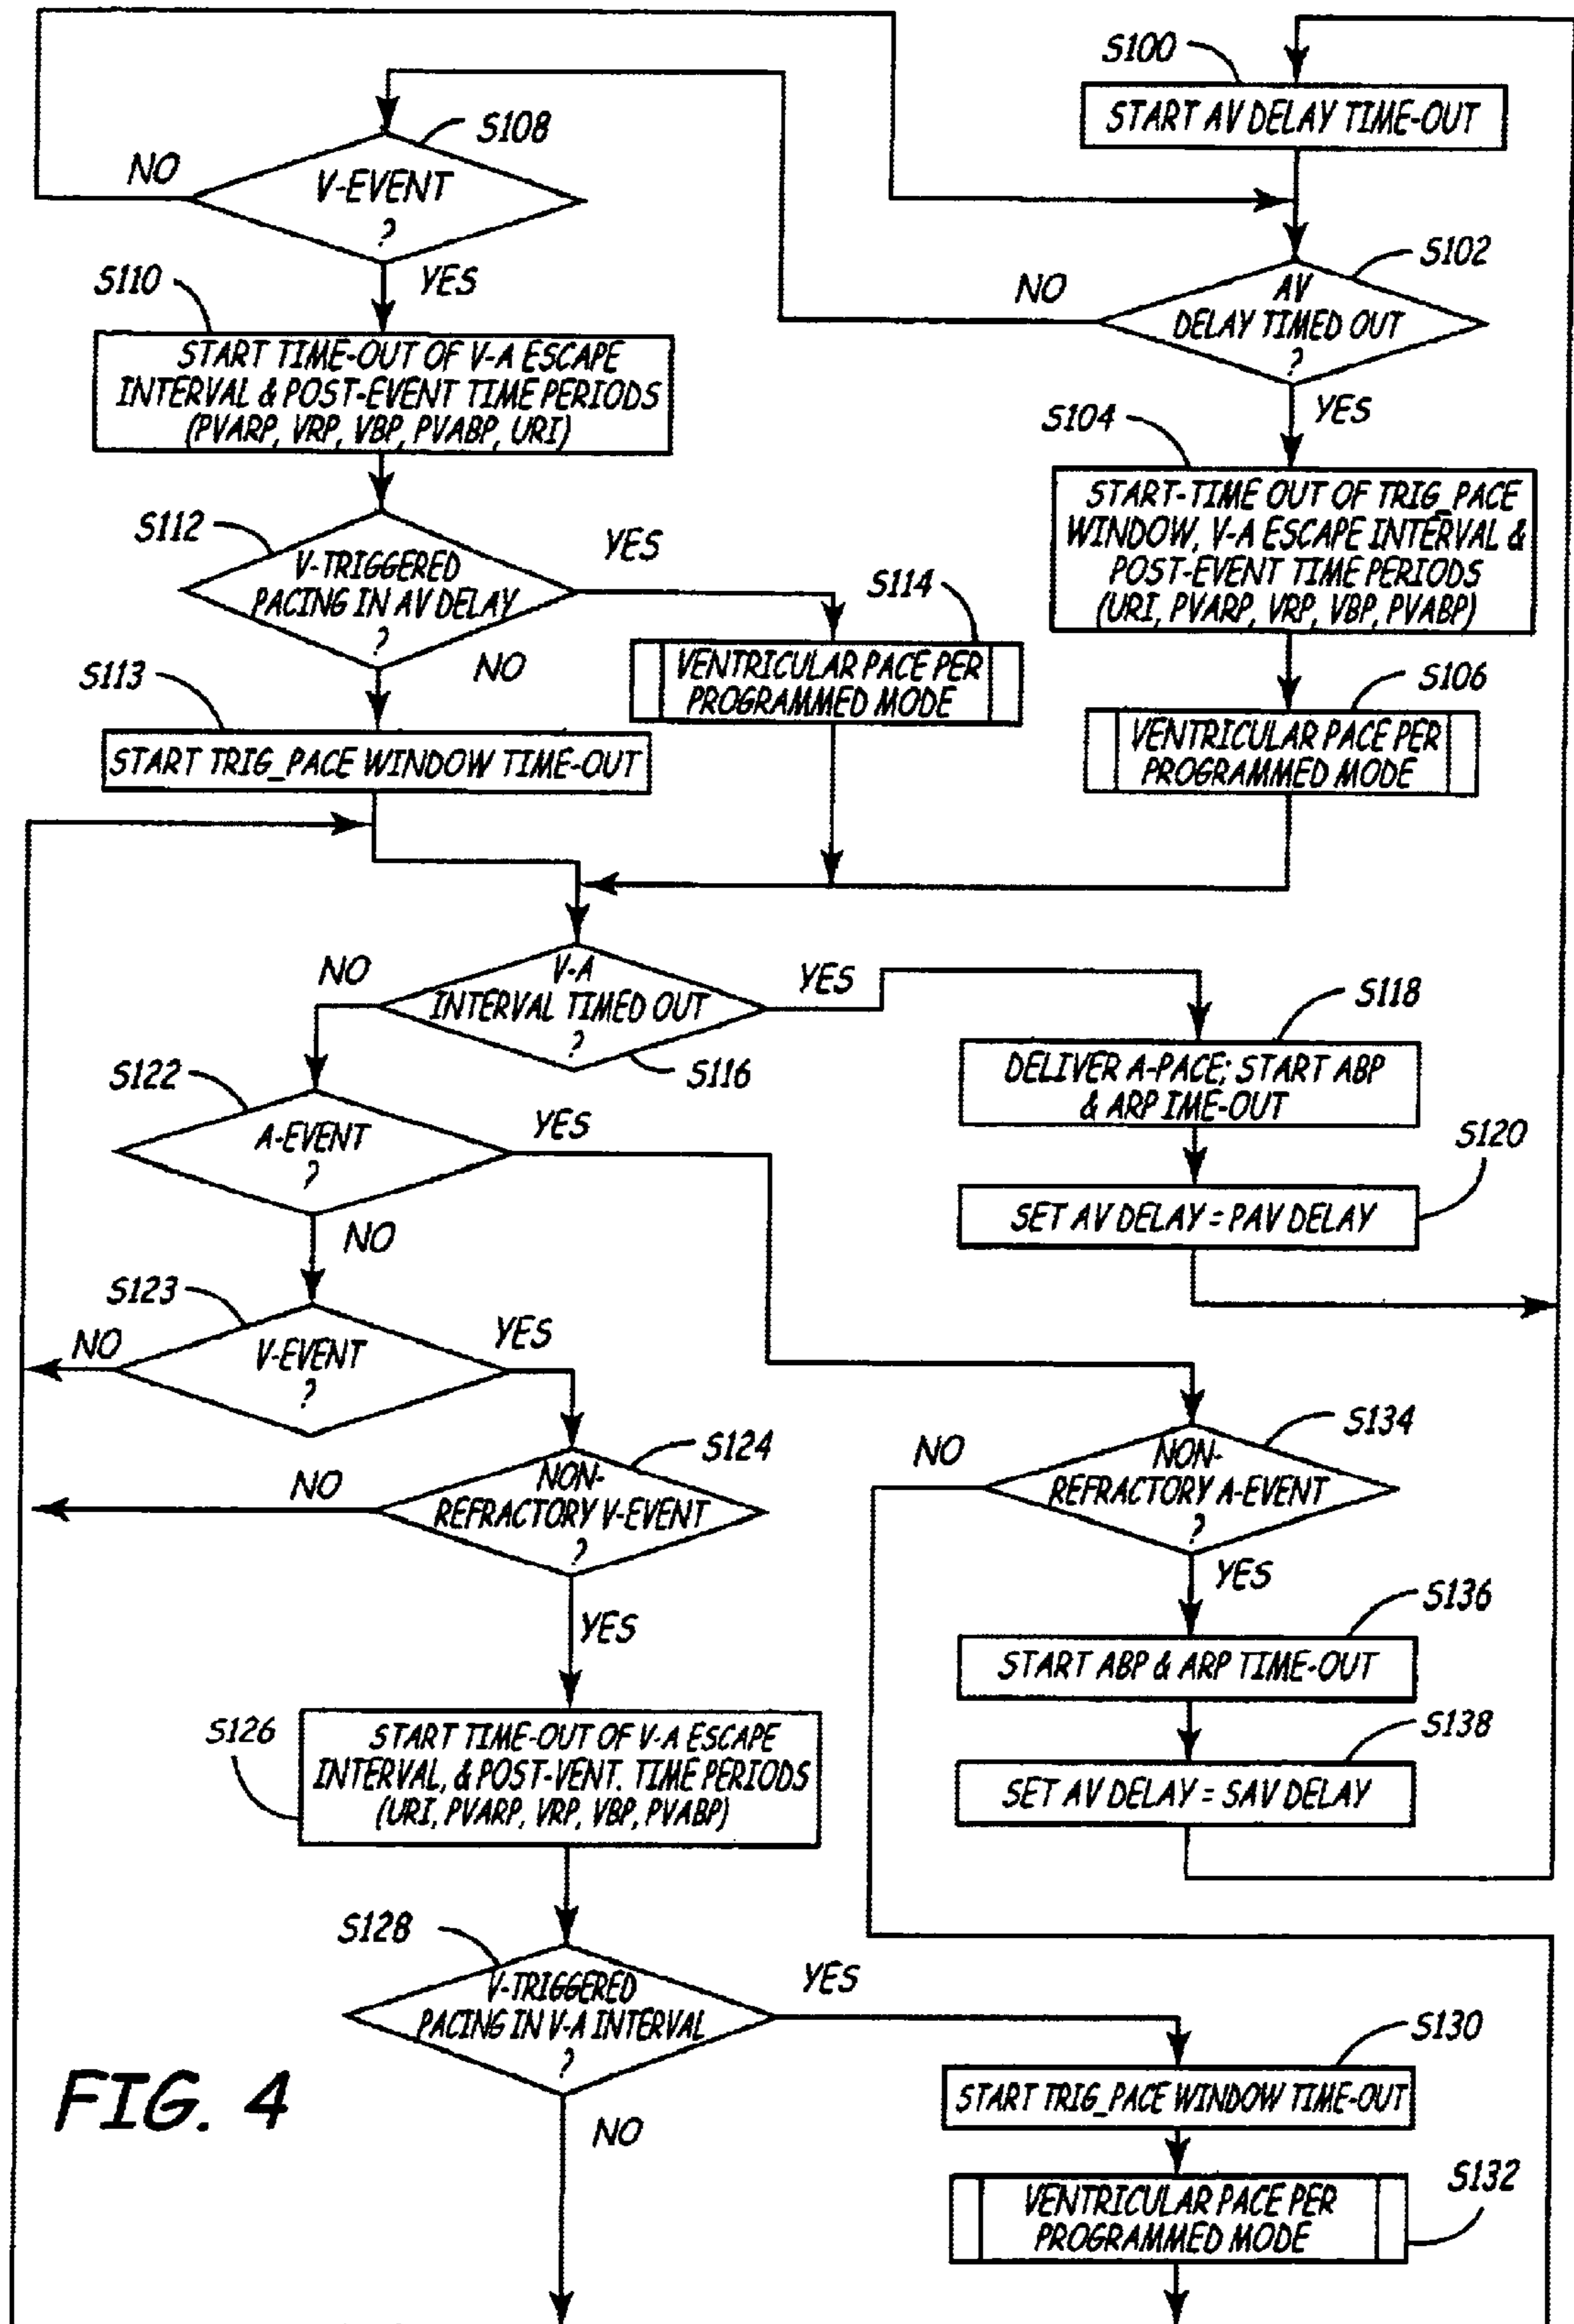 S100
START AV DELAY TIME-OUT
S108
NO
V-EVENT
?
YES
S102
NO
AV
DELAY TIMED OUT
?
YES
S110
START TIME-OUT OF V-A ESCAPE
INTERVAL & POST-EVENT TIME PERIODS
(PVARP, VRP, VBP, PVABP, URI)
S104
START-TIME OUT OF TRIG_PACE
WINDOW, V-A ESCAPE INTERVAL &
POST-EVENT TIME PERIODS
(URI, PVARP, VRP, VBP, PVABP)
S112
V-TRIGGERED
PACING IN AV DELAY
?
YES
NO
S114
VENTRICULAR PACE PER
PROGRAMMED MODE
S106
VENTRICULAR PACE PER
PROGRAMMED MODE
S113
START TRIG_PACE WINDOW TIME-OUT
NO
V-A
INTERVAL TIMED OUT
?
YES
S116
S118
DELIVER A-PACE; START ABP
& ARP IME-OUT
S120
SET AV DELAY = PAV DELAY
S122
A-EVENT
?
YES
NO
S123
NO
V-EVENT
?
YES
S124
NO
NON-
REFRACTORY V-EVENT
?
YES
S134
NO
NON-
REFRACTORY A-EVENT
?
YES
S136
START ABP & ARP TIME-OUT
S138
SET AV DELAY = SAV DELAY
S126
START TIME-OUT OF V-A ESCAPE
INTERVAL, & POST-VENT. TIME PERIODS
(URI, PVARP, VRP, VBP, PVABP)
S128
V-TRIGGERED
PACING IN V-A INTERVAL
?
YES
NO
S130
START TRIG_PACE WINDOW TIME-OUT
S132
VENTRICULAR PACE PER
PROGRAMMED MODE
FIG. 4